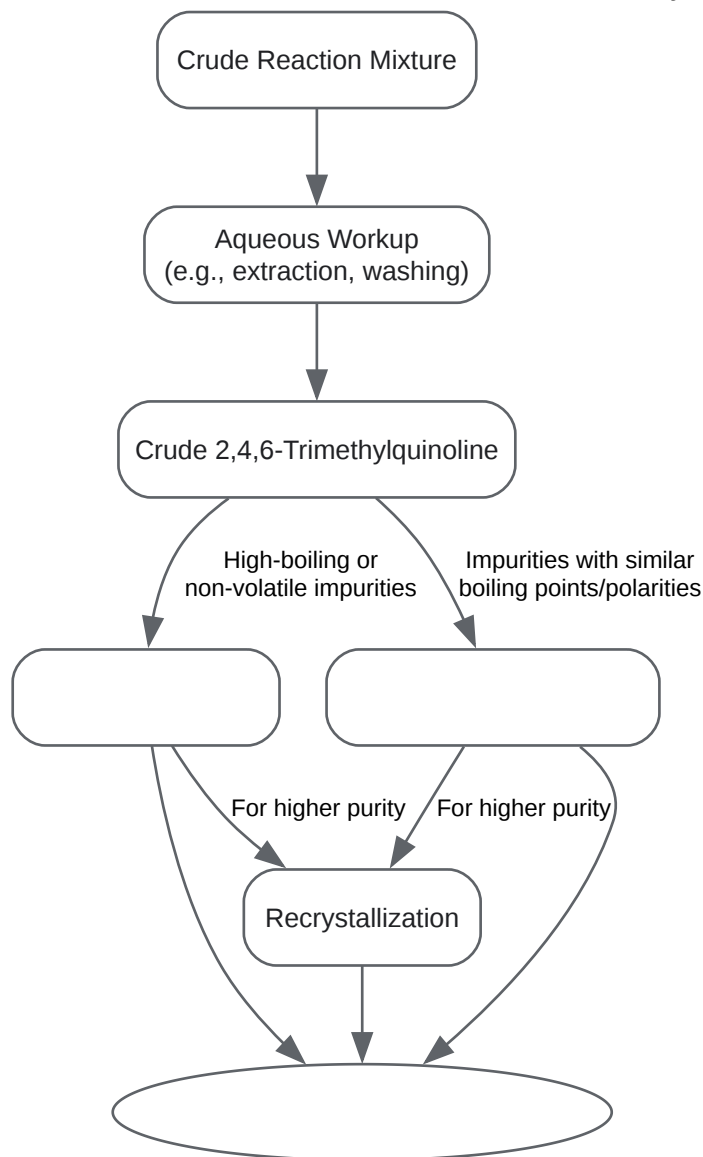 Crude Reaction Mixture
Aqueous Workup
(e.g., extraction, washing)
Crude 2,4,6-Trimethylquinoline
High-boiling or
non-volatile impurities
Impurities with similar
boiling points/polarities
For higher purity
For higher purity
Recrystallization